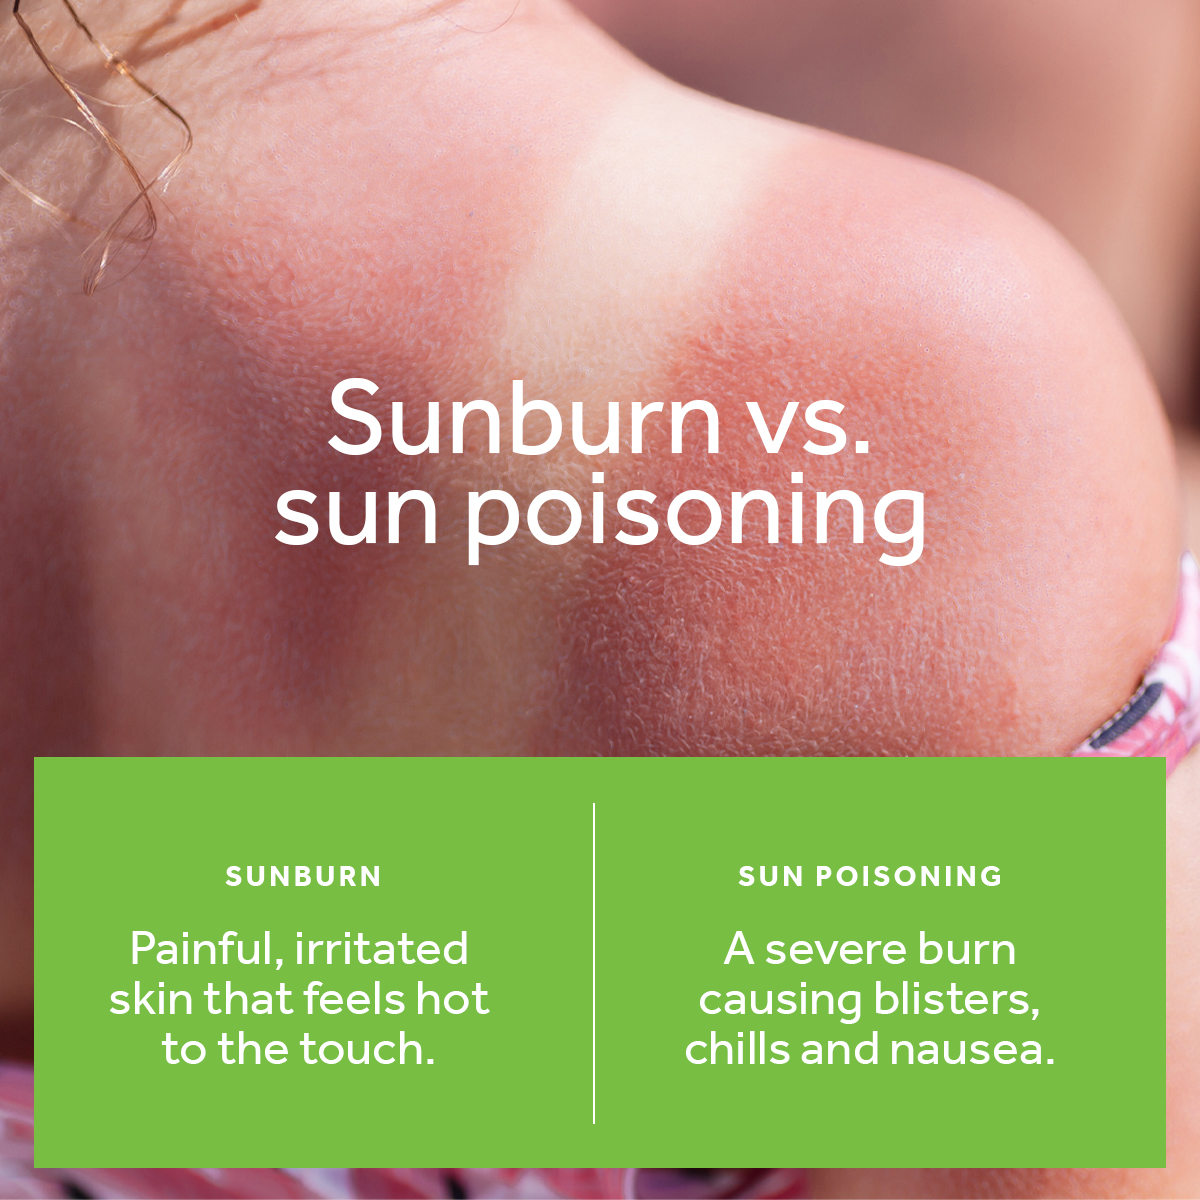 Sunburn vs.
sun poisoning
SUNBURN
Painful, irritated
skin that feels hot
to the touch.
SUN POISONING
A severe burn
causing blisters,
chills and nausea.